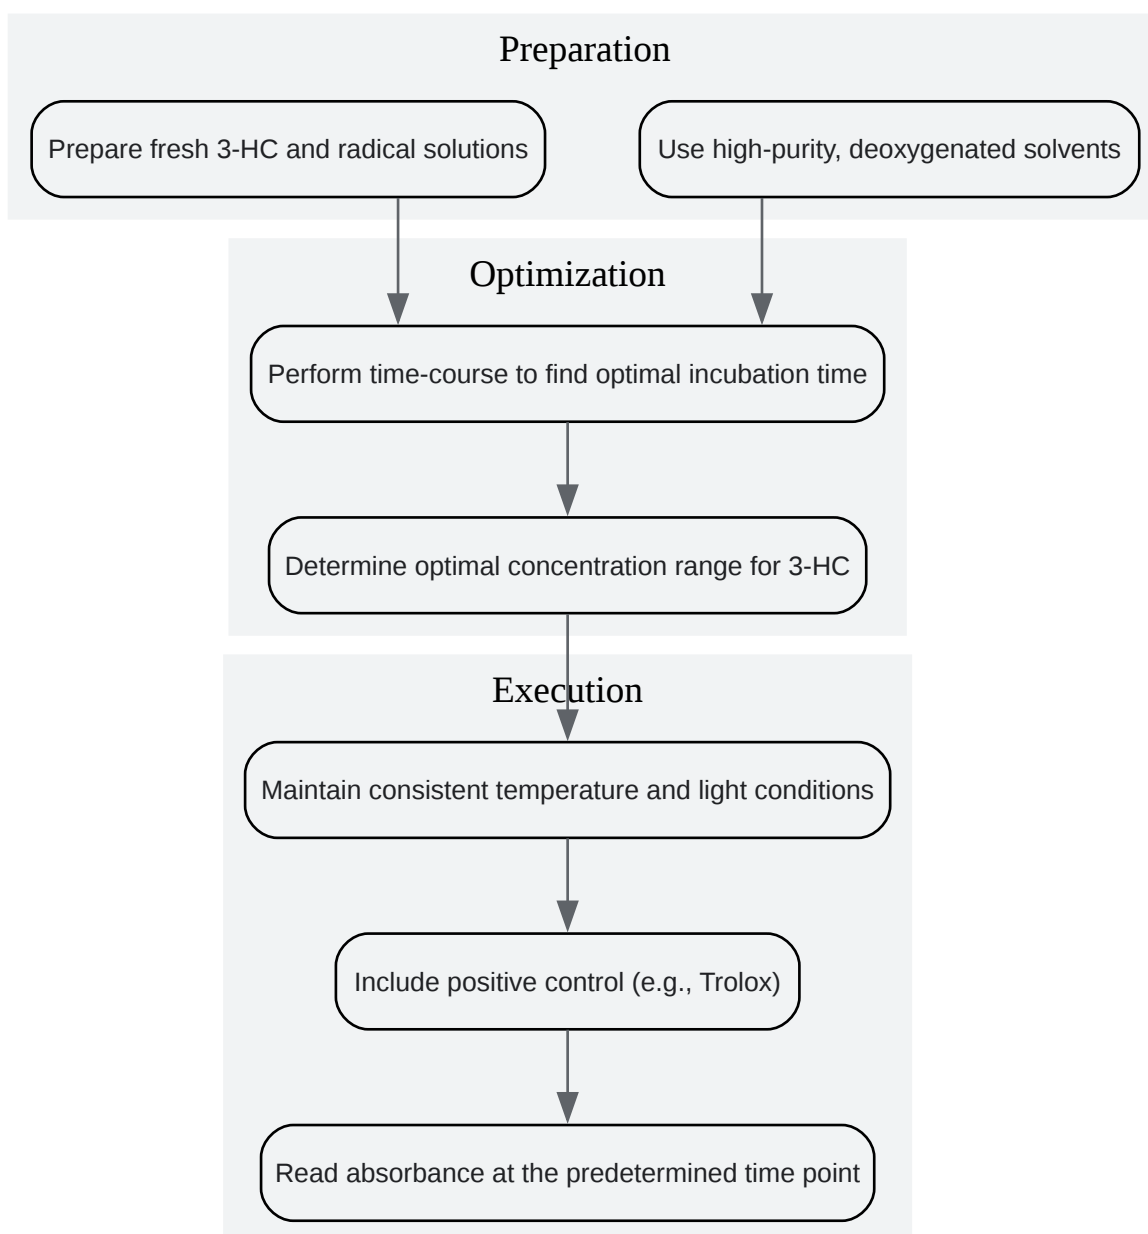 Preparation
Prepare fresh 3-HC and radical solutions
Use high-purity, deoxygenated solvents
Optimization
Perform time-course to find optimal incubation time
Determine optimal concentration range for 3-HC
Execution
Maintain consistent temperature and light conditions
Include positive control (e.g., Trolox)
Read absorbance at the predetermined time point